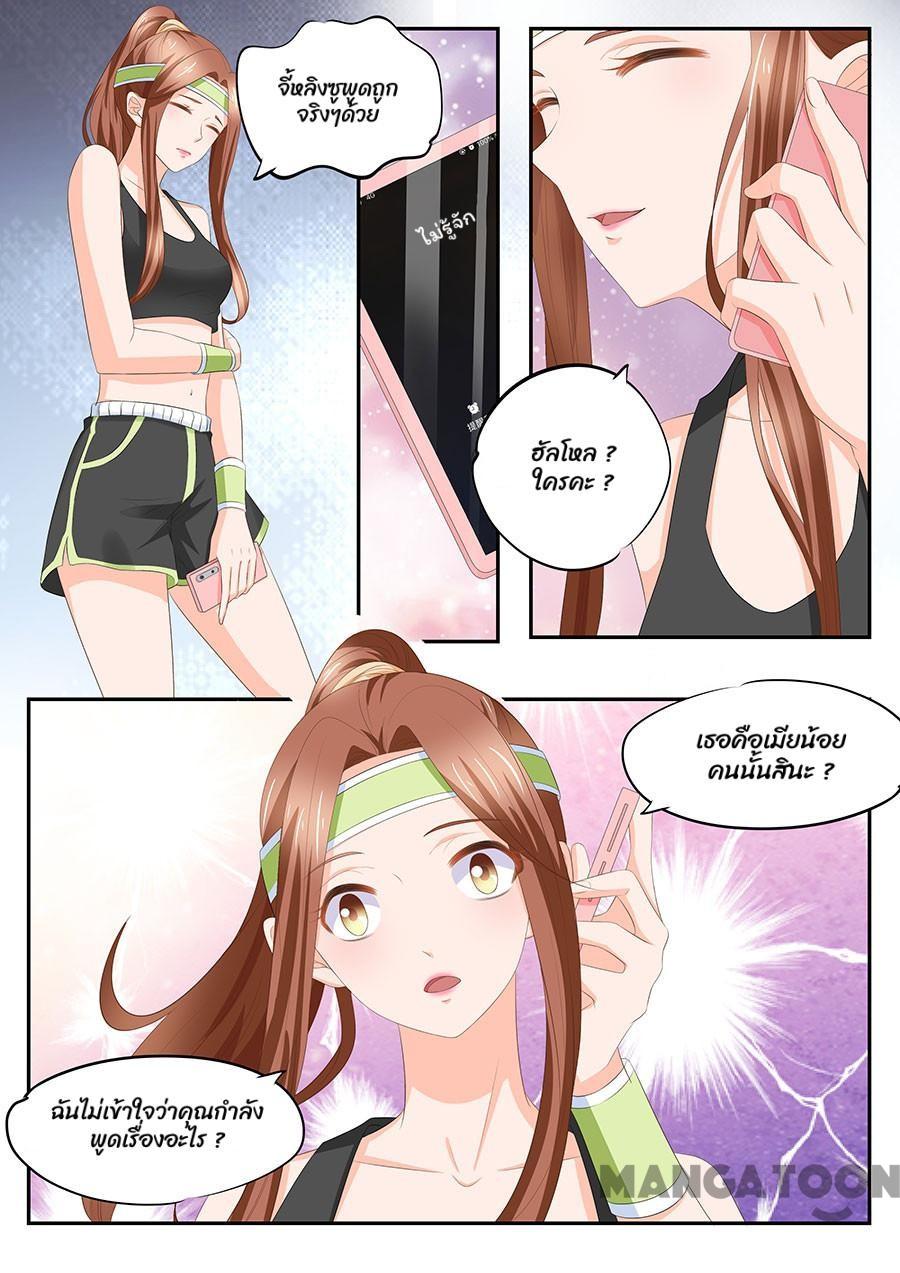 จี้หลิงซูพูดถูก
จริงๆด้วย
4G
100%
ไม่รู้จัก
提醒
ฮัลโหล ?
ใครคะ ?
เธอคือเมียน้อย
คนนั้นสินะ ?
ฉันไม่เข้าใจว่าคุณกำลัง
พูดเรื่องอะไร ?
MANGATOON